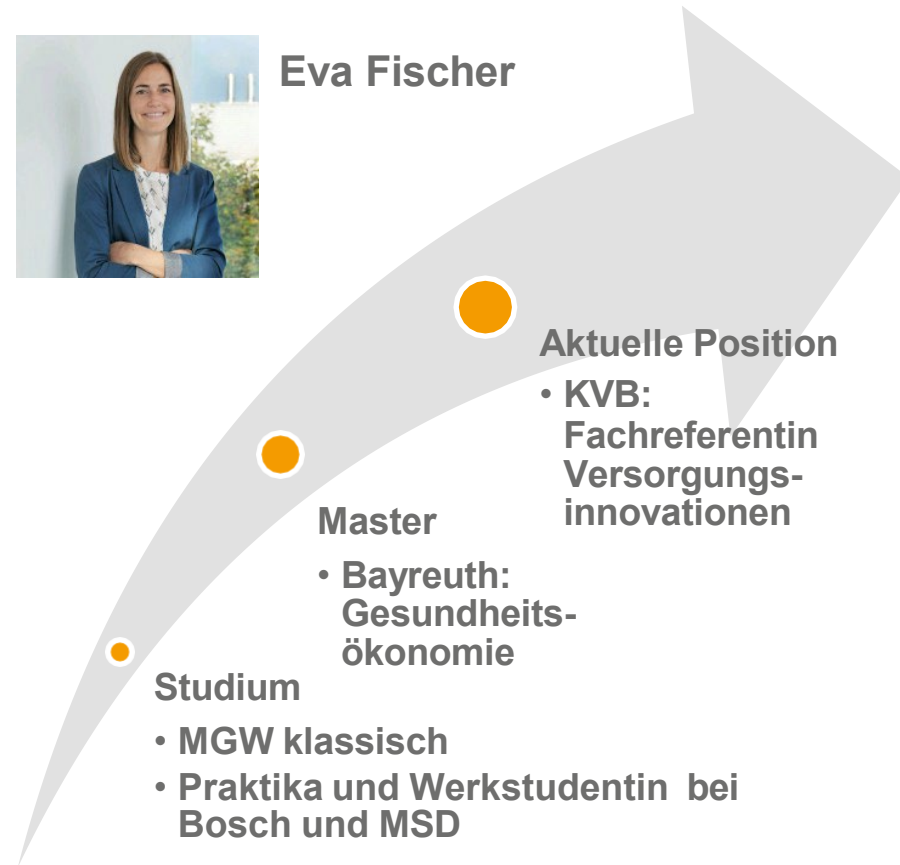 Eva Fischer
Aktuelle Position
• KVB:
Fachreferentin
Versorgungs-
innovationen
Master
• Bayreuth:
Gesundheits-
ökonomie
Studium
• MGW klassisch
• Praktika und Werkstudentin bei
Bosch und MSD